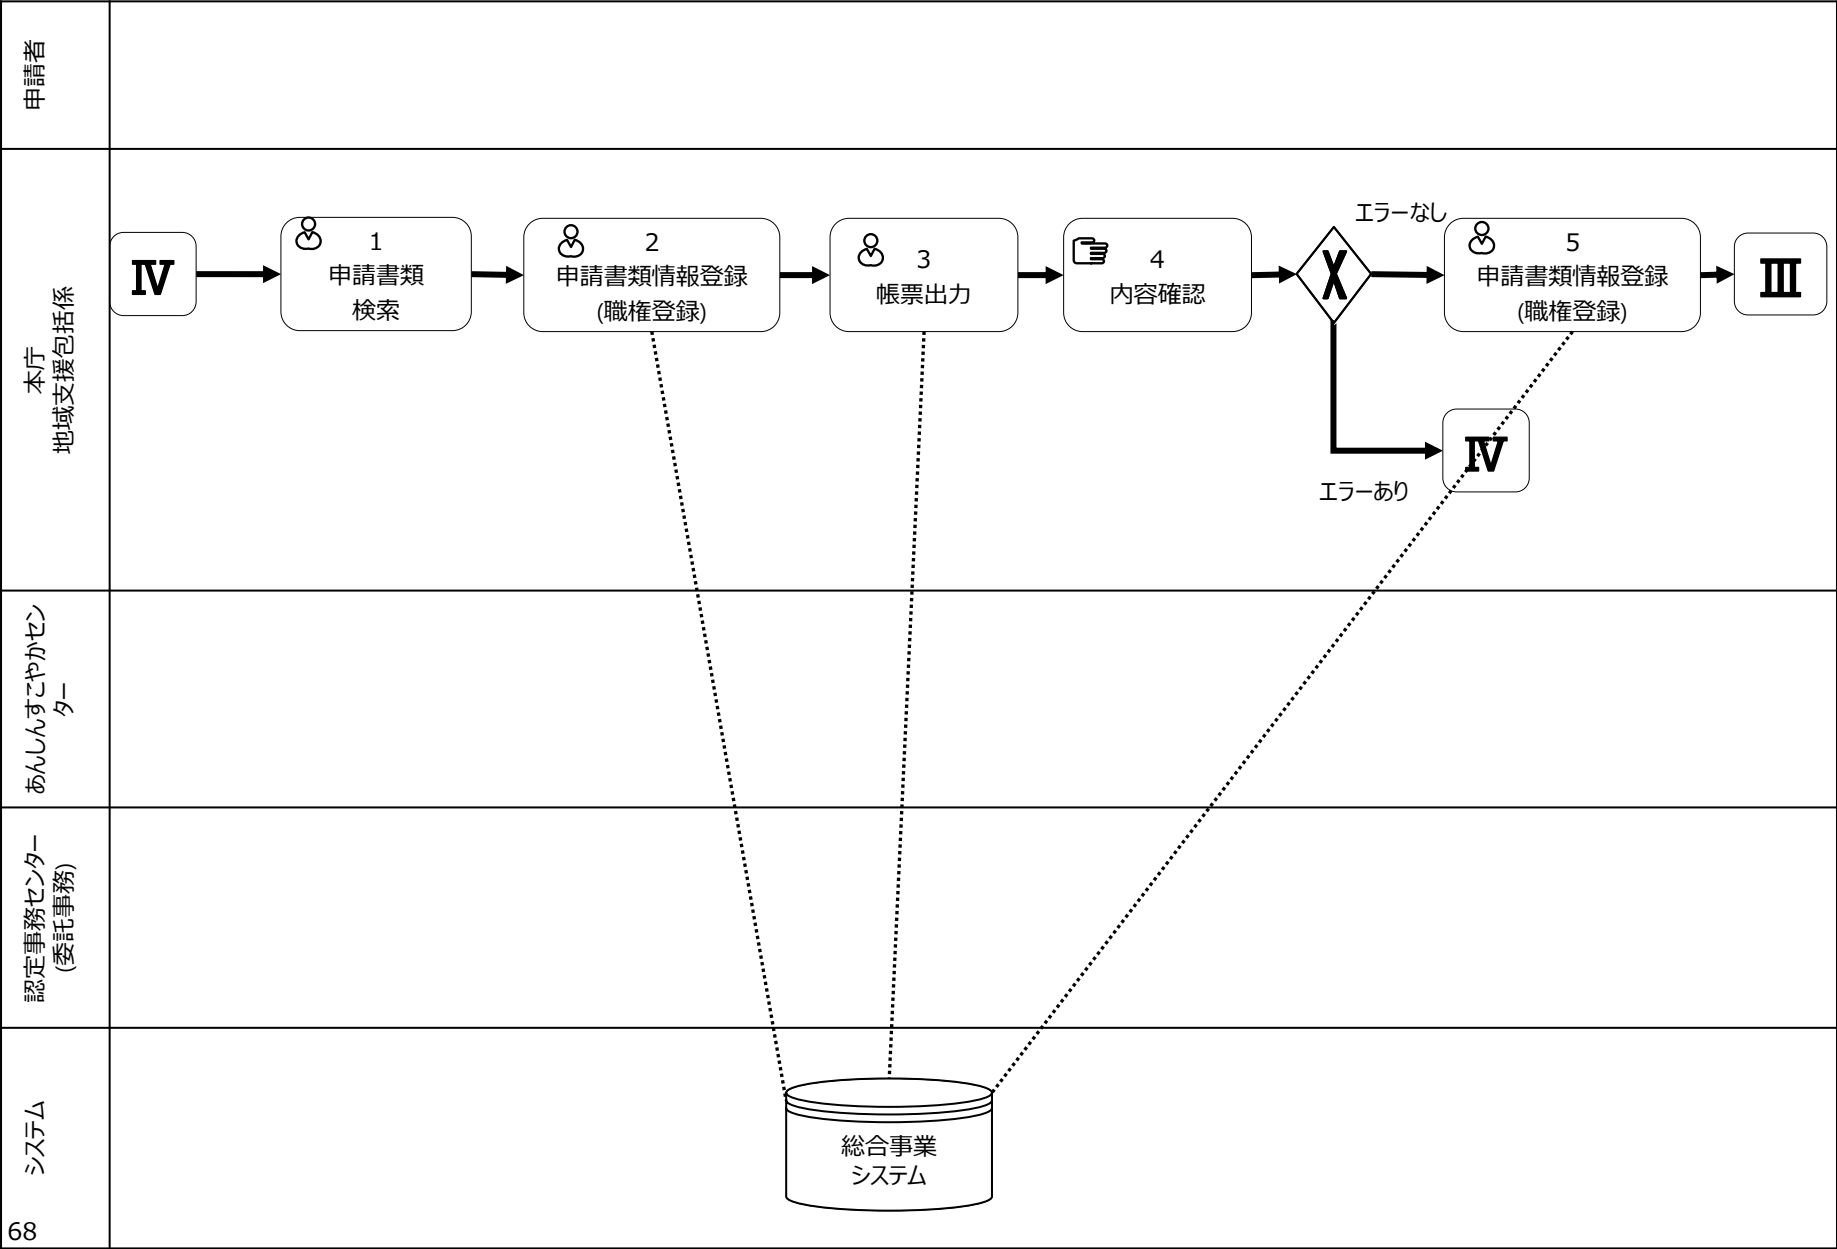 申請者
本庁
地域支援包括係
Ⅳ
1
申請書類
検索
2
申請書類情報登録
(職権登録)
3
帳票出力
4
内容確認
X
エラーなし
5
申請書類情報登録
(職権登録)
Ⅲ
エラーあり
Ⅳ
あんしんすこやかセン
ター
認定事務センター
(委託事務)
システム
総合事業
システム
68